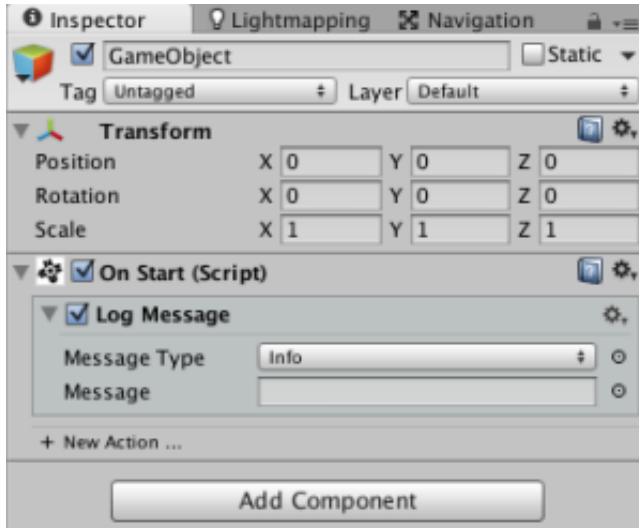 Inspector Lightmapping Navigation
GameObject Static
Tag Untagged Layer Default
Transform
Position X 0 Y 0 Z 0
Rotation X 0 Y 0 Z 0
Scale X 1 Y 1 Z 1
On Start (Script)
Log Message
Message Type Info
Message
+ New Action ...
Add Component